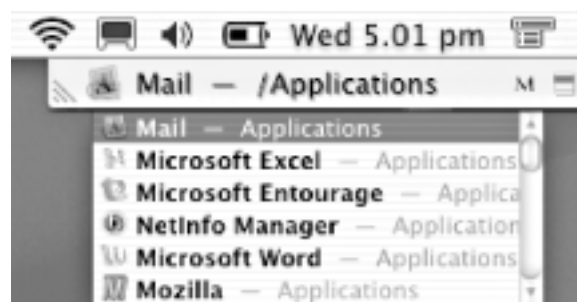 Wed 5.01 pm
Mail — /Applications M
Mail — Applications
Microsoft Excel — Applications
Microsoft Entourage — Applica
NetInfo Manager — Application
Microsoft Word — Applications
Mozilla — Applications